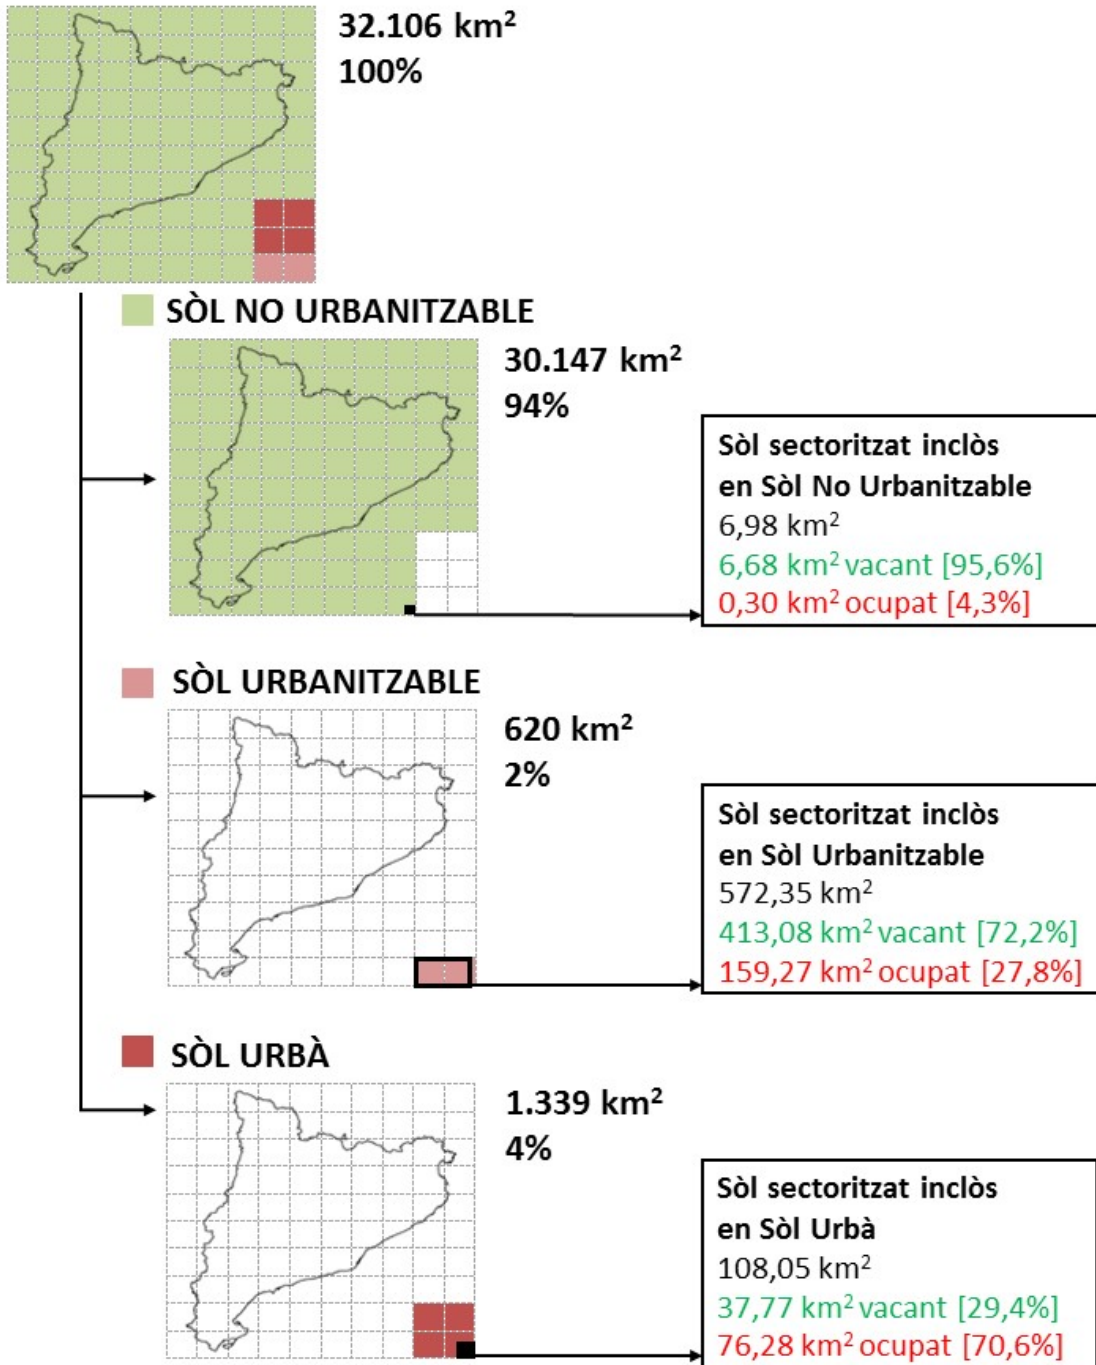 32.106 km²
100%
SÒL NO URBANITZABLE
30.147 km²
94%
Sòl sectoritzat inclòs
en Sòl No Urbanitzable
6,98 km²
6,68 km² vacant [95,6%]
0,30 km² ocupat [4,3%]
SÒL URBANITZABLE
620 km²
2%
Sòl sectoritzat inclòs
en Sòl Urbanitzable
572,35 km²
413,08 km² vacant [72,2%]
159,27 km² ocupat [27,8%]
SÒL URBÀ
1.339 km²
4%
Sòl sectoritzat inclòs
en Sòl Urbà
108,05 km²
37,77 km² vacant [29,4%]
76,28 km² ocupat [70,6%]